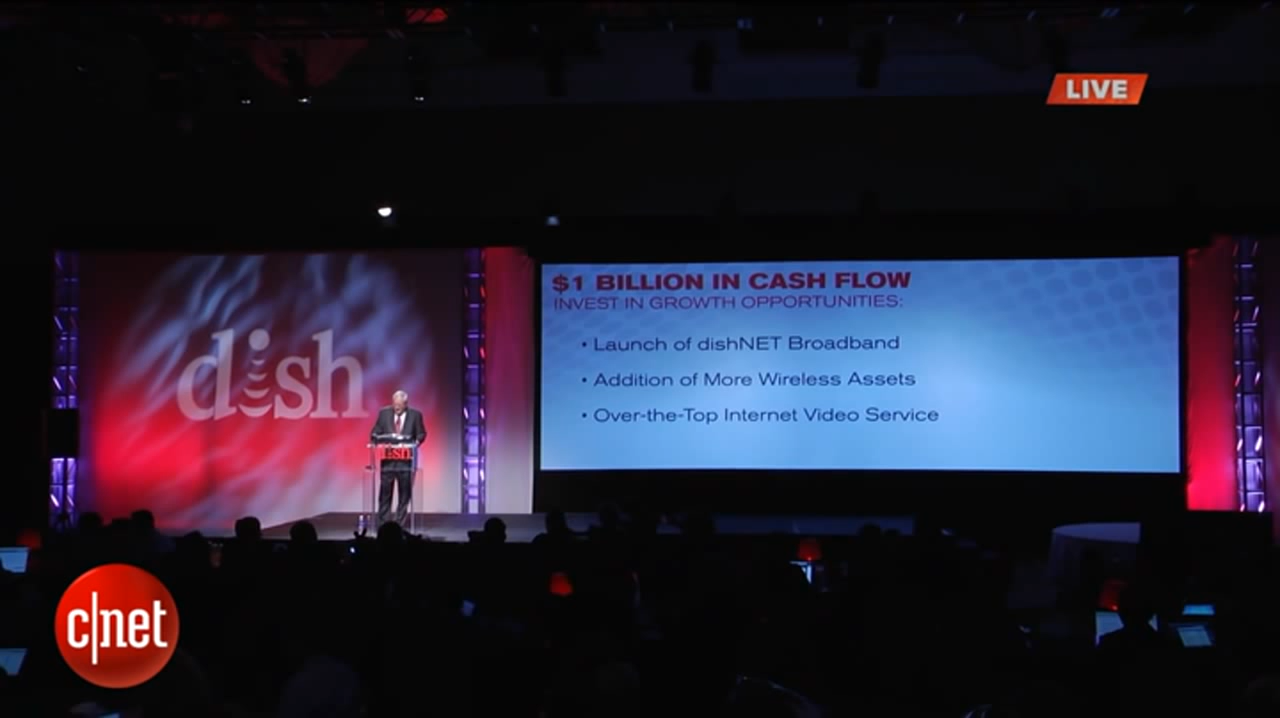 LIVE
dish
$1 BILLION IN CASH FLOW
INVEST IN GROWTH OPPORTUNITIES:
• Launch of dishNET Broadband
• Addition of More Wireless Assets
• Over-the-Top Internet Video Service
dish
c|net